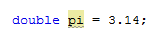 double pi = 3.14;